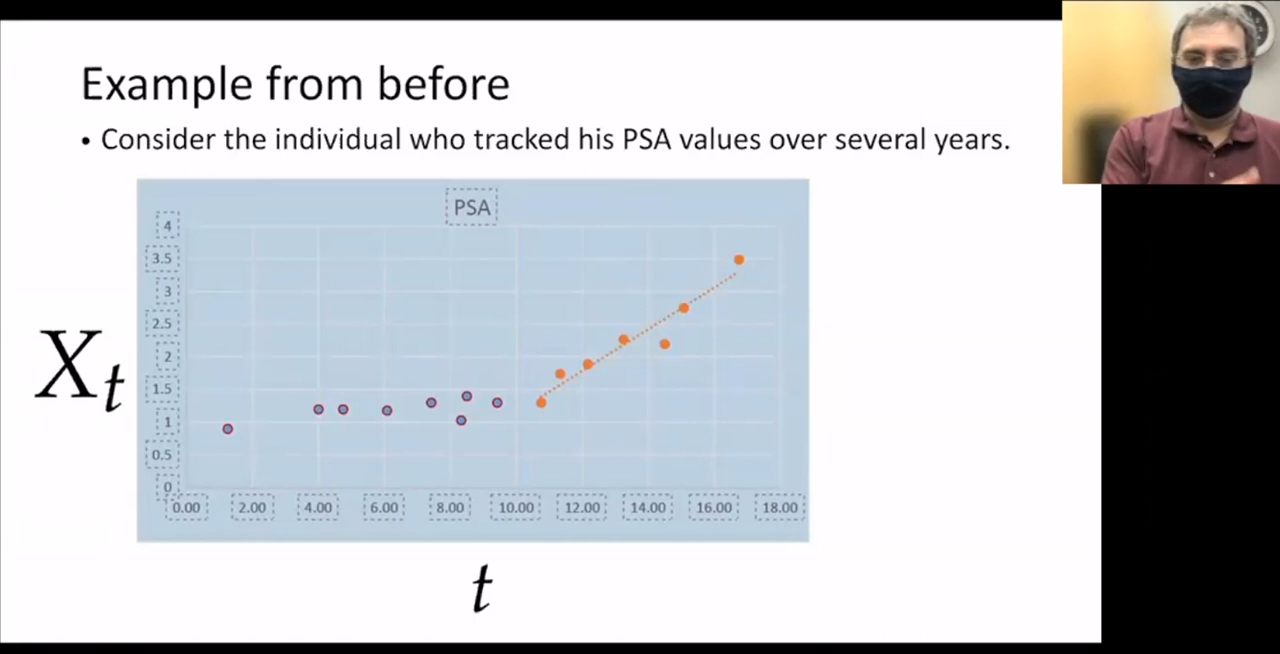 Example from before
• Consider the individual who tracked his PSA values over several years.
PSA
4
3.5
3
2.5
2
1.5
1
0.5
0
0.00 2.00 4.00 6.00 8.00 10.00 12.00 14.00 16.00 18.00
Xt
t